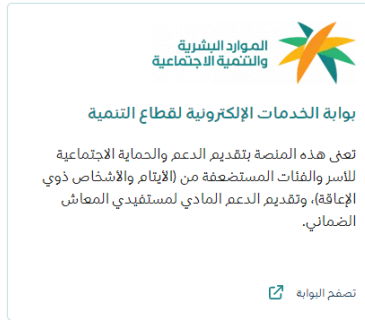 الموارد البشرية
والتنمية الاجتماعية
بوابة الخدمات الإلكترونية لقطاع التنمية
تعنى هذه المنصة بتقديم الدعم والحماية الاجتماعية
للأسر والفئات المستضعفة من (الأيتام والأشخاص ذوي
الإعاقة)، وتقديم الدعم المادي لمستفيدي المعاش
الضماني.
تصفح البوابة